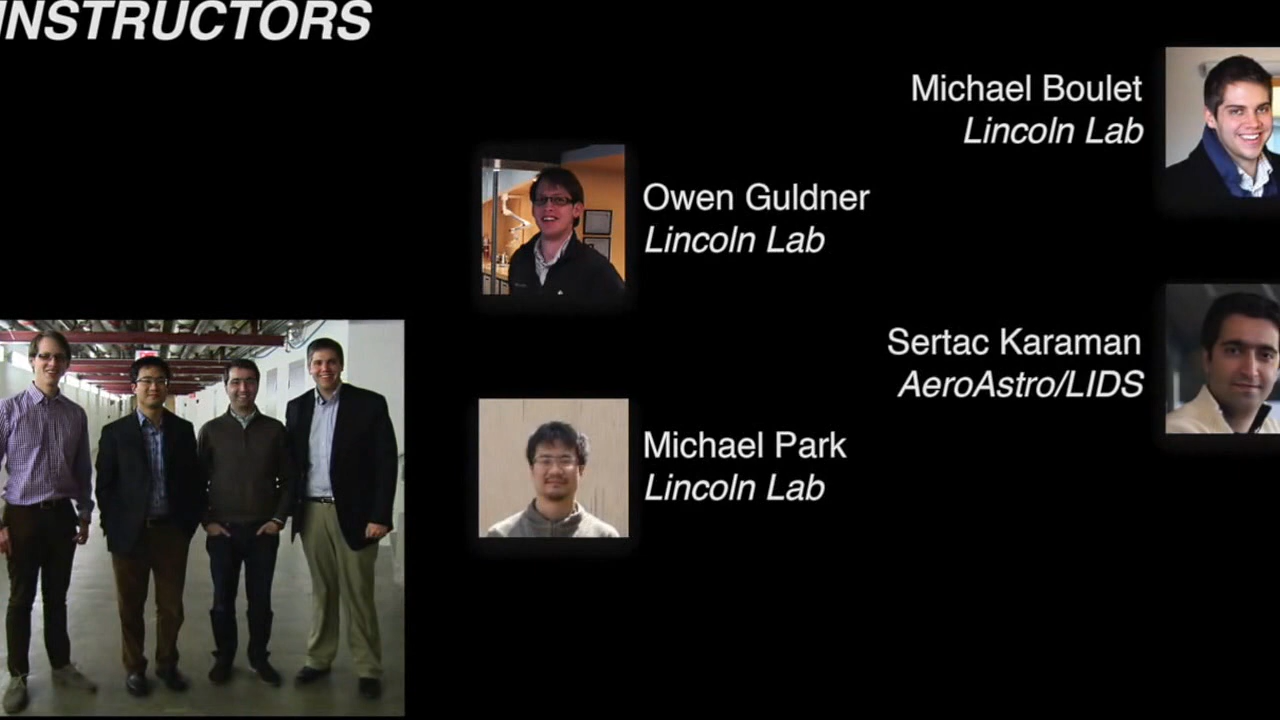 INSTRUCTORS
Michael Boulet
Lincoln Lab
Owen Guldner
Lincoln Lab
Sertac Karaman
AeroAstro/LIDS
Michael Park
Lincoln Lab